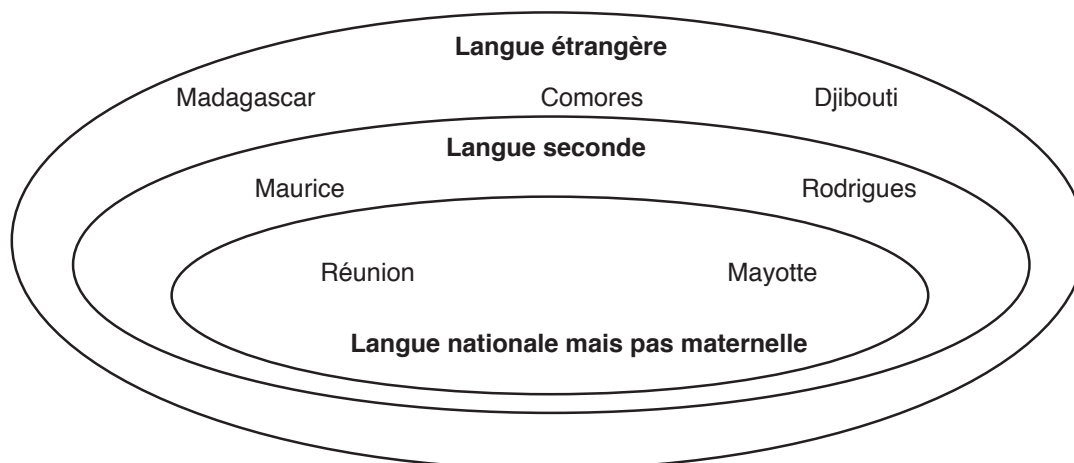 Langue étrangère
Madagascar Comores Djibouti
Langue seconde
Maurice Rodrigues
Réunion Mayotte
Langue nationale mais pas maternelle